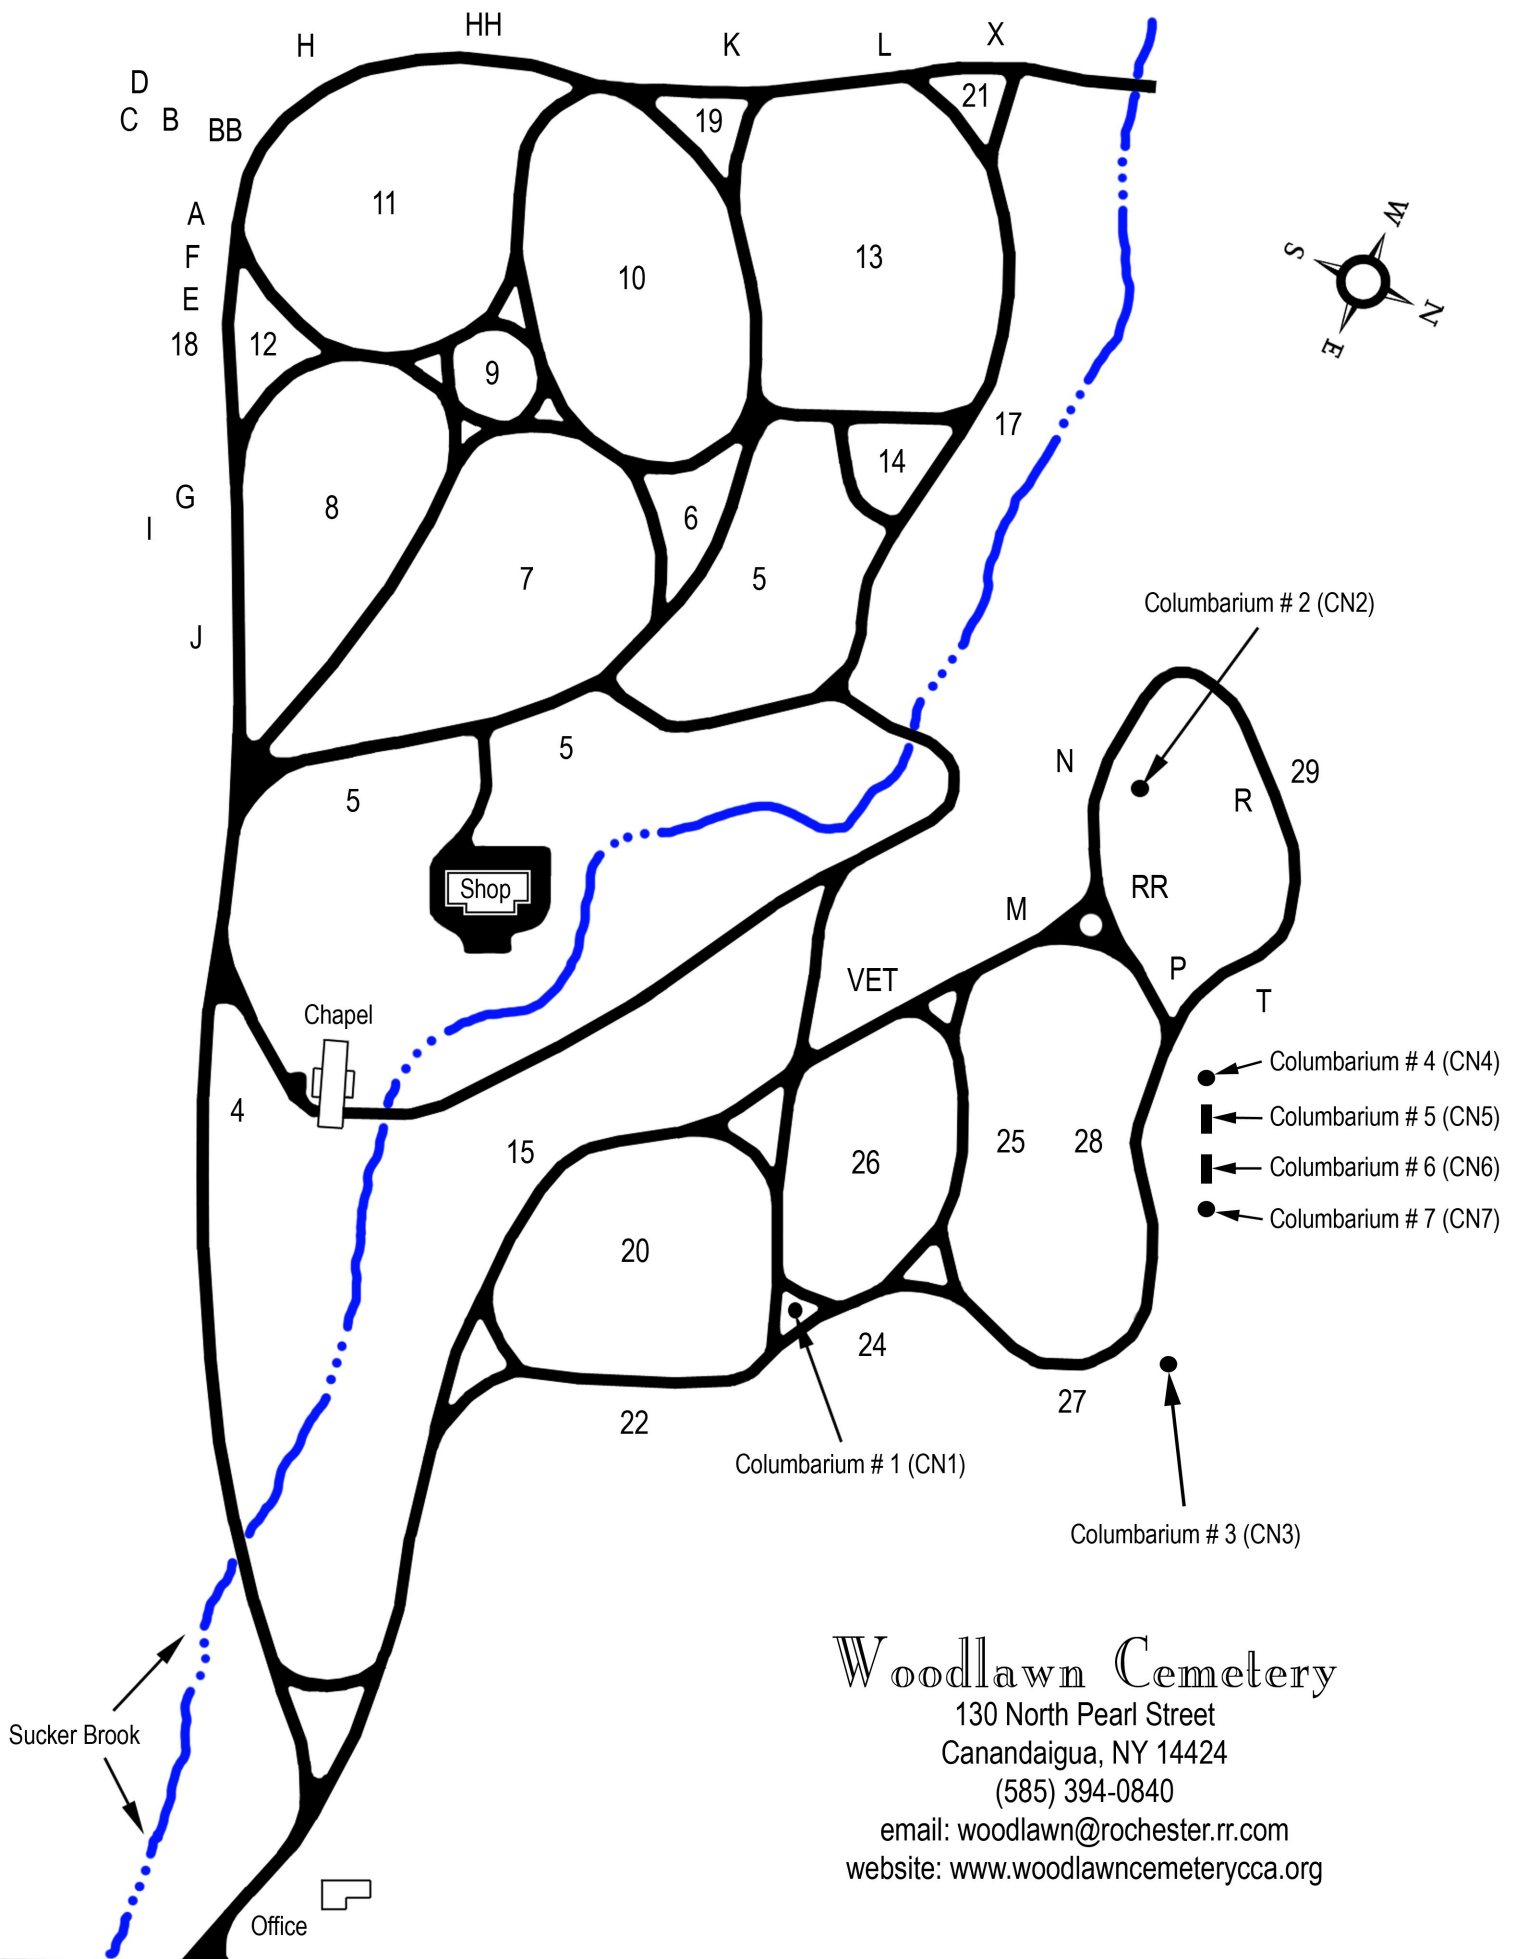 HH
H
K
L
X
D
C
B
BB
21
19
11
A
F
E
18
12
10
13
W
S
N
E
9
17
14
G
I
8
6
7
5
J
Columbarium # 2 (CN2)
5
5
N
29
R
Shop
RR
M
VET
P
T
Chapel
4
15
26
25
28
Columbarium # 4 (CN4)
Columbarium # 5 (CN5)
Columbarium # 6 (CN6)
Columbarium # 7 (CN7)
20
24
22
27
Columbarium # 1 (CN1)
Columbarium # 3 (CN3)
Sucker Brook
Office
Woodlawn Cemetery
130 North Pearl Street
Canandaigua, NY 14424
(585) 394-0840
email: woodlawn@rochester.rr.com
website: www.woodlawncemeterycca.org